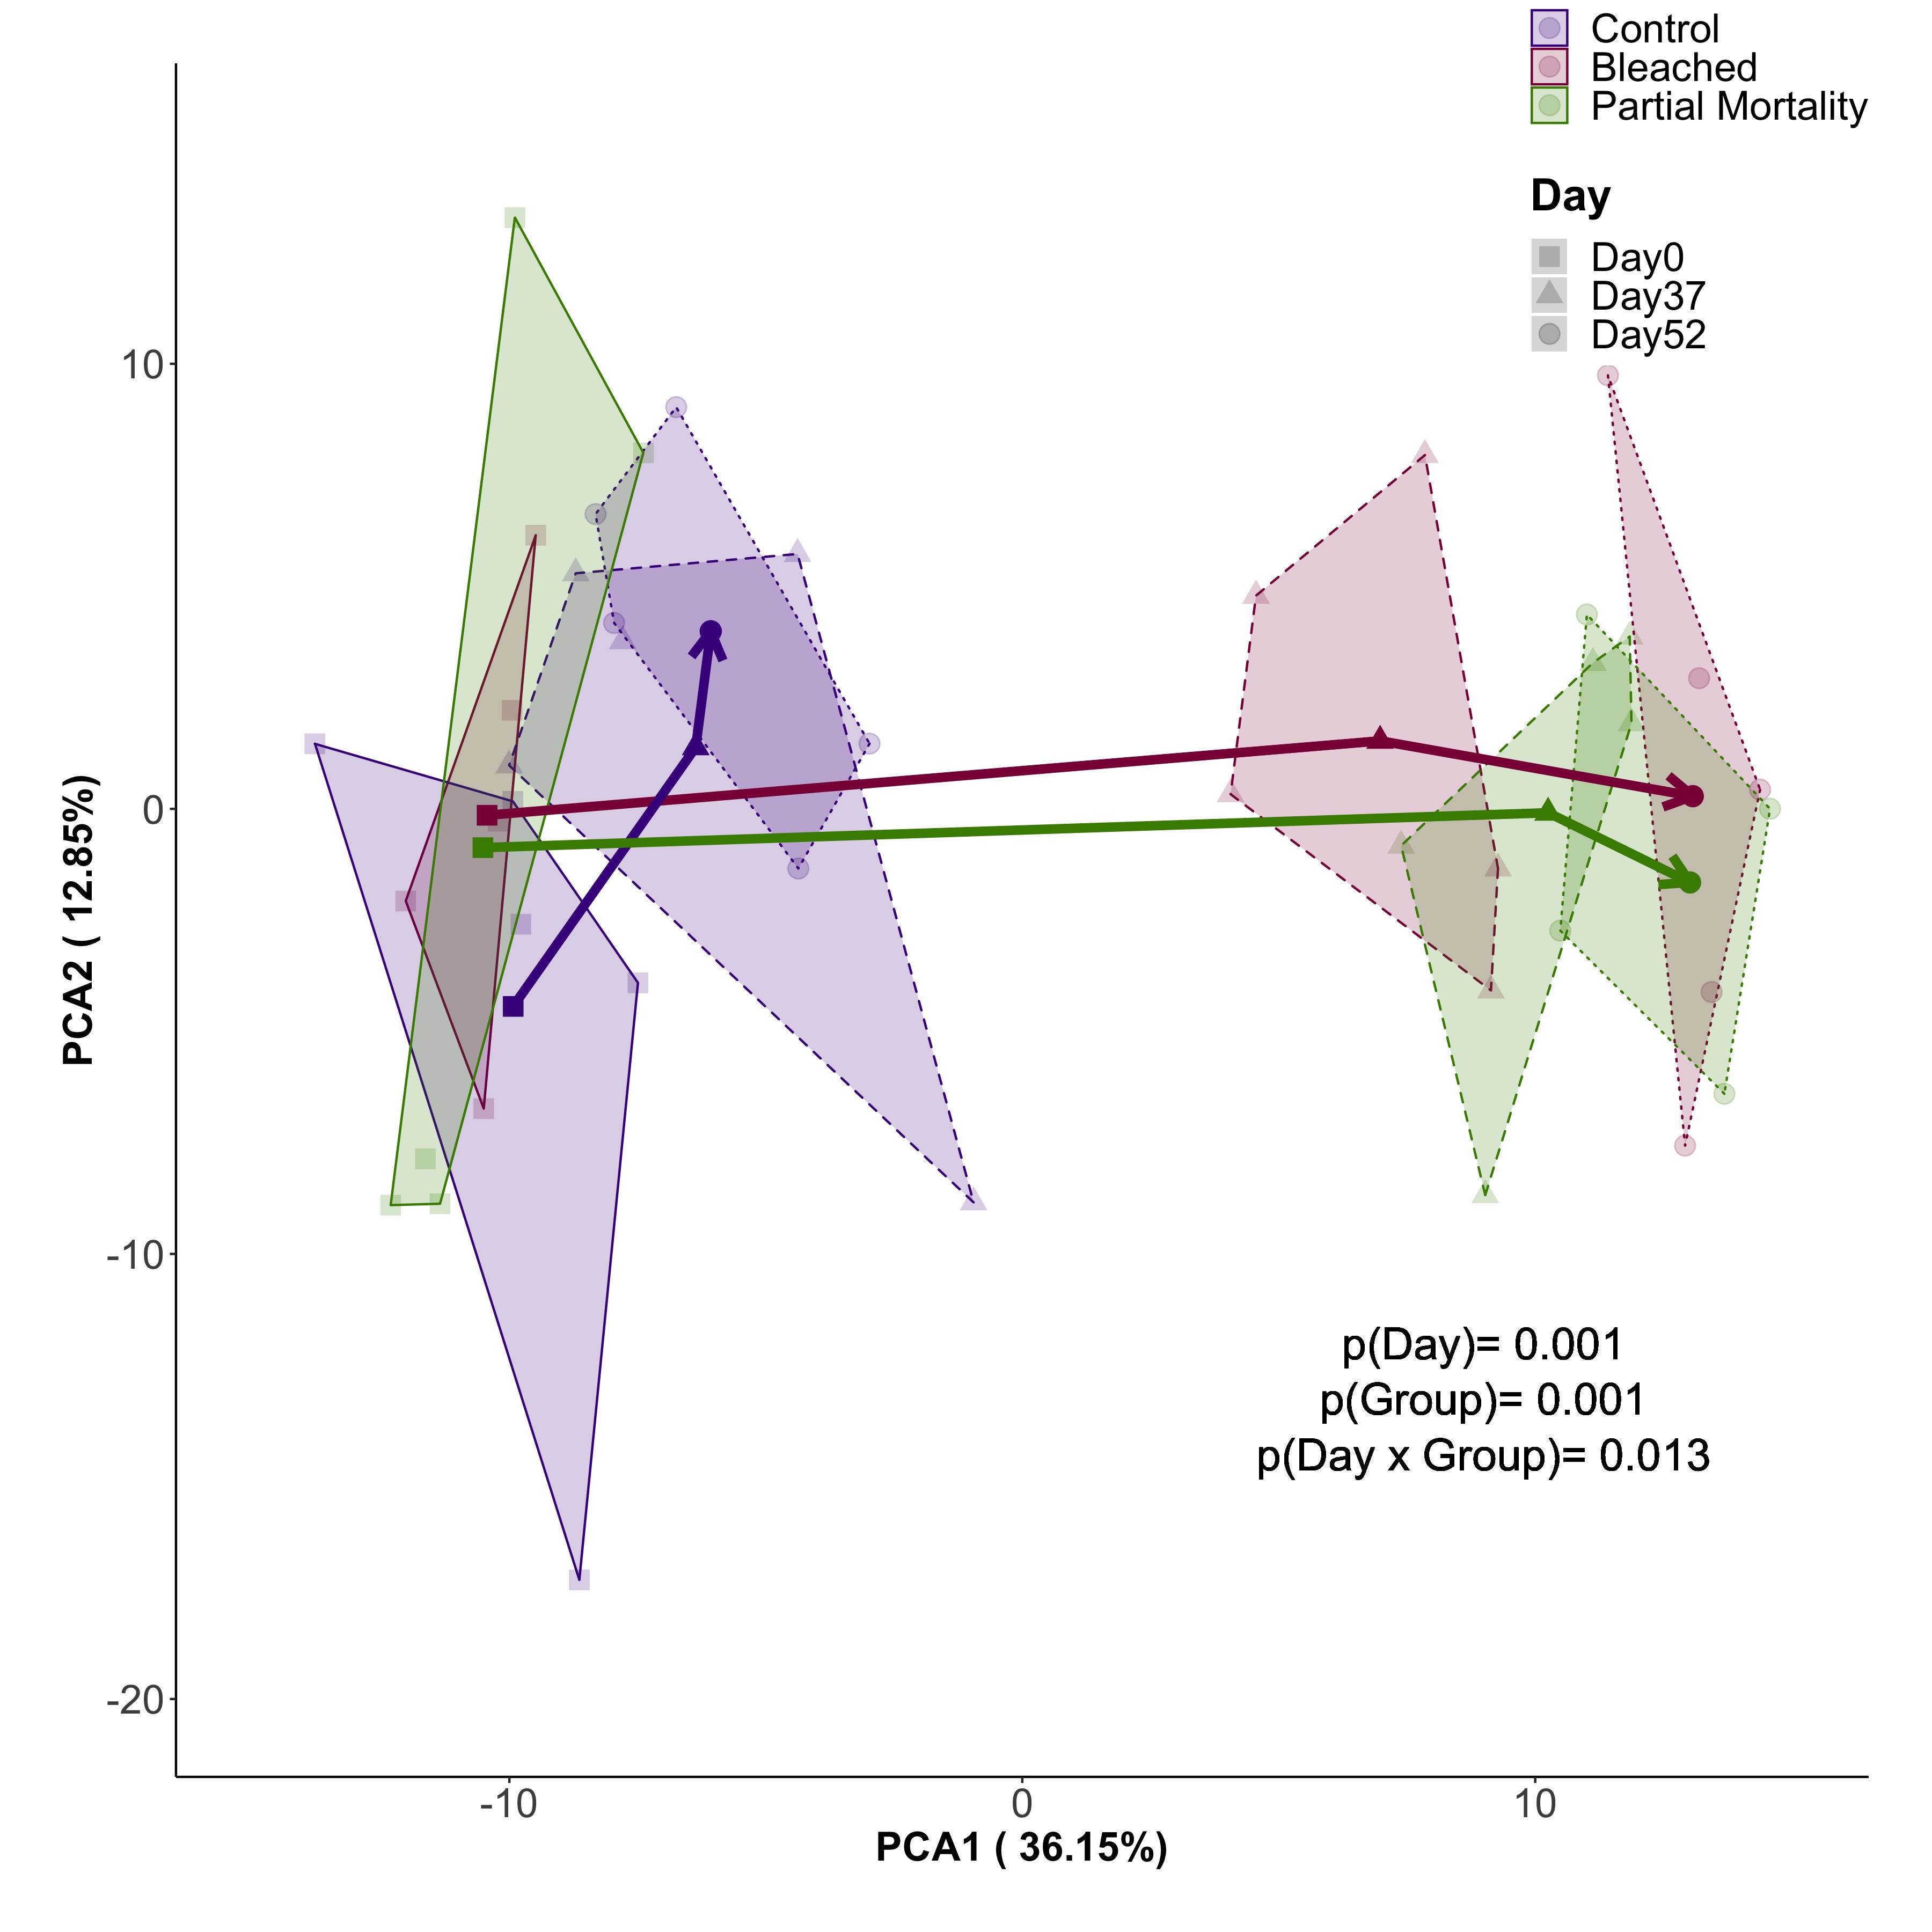 Control
Bleached
Partial Mortality
Day
Day0
Day37
Day52
10
0
-10
-20
PCA2 ( 12.85%)
p(Day)= 0.001
p(Group)= 0.001
p(Day x Group)= 0.013
-10
0
10
PCA1 ( 36.15%)